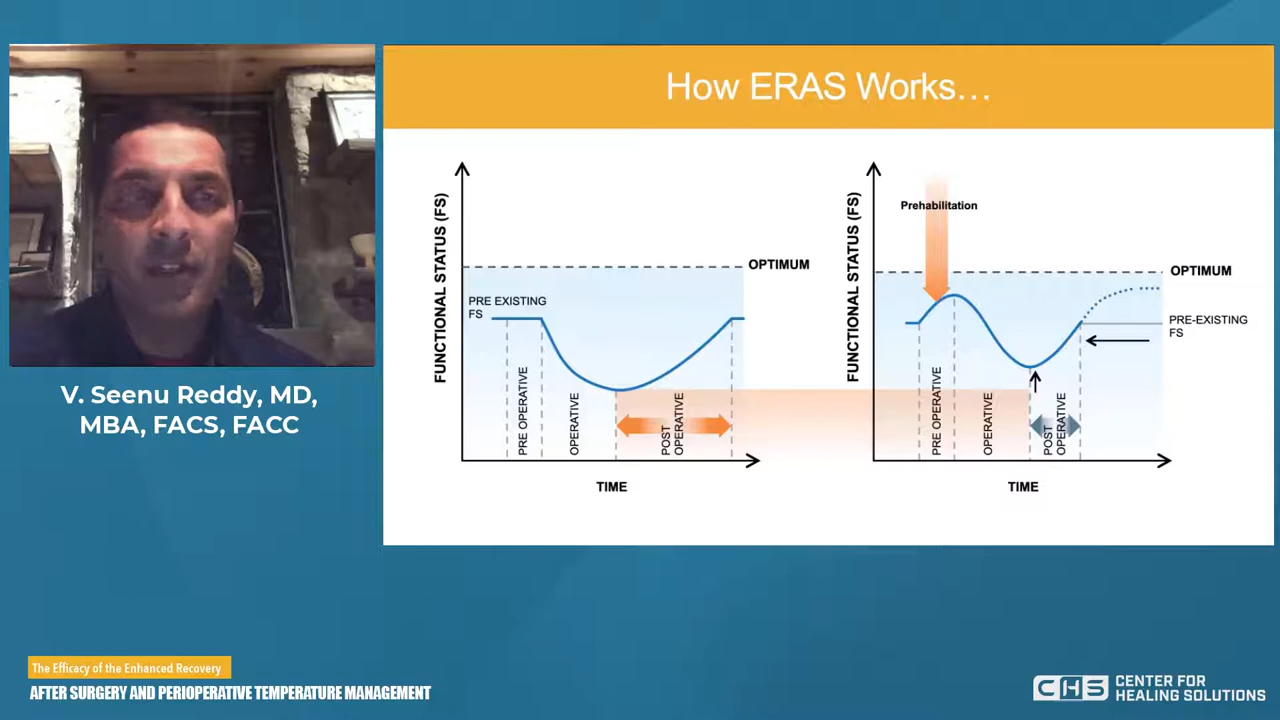 How ERAS Works…
FUNCTIONAL STATUS (FS)
OPTIMUM
PRE EXISTING
FS
PRE OPERATIVE
OPERATIVE
POST
OPERATIVE
TIME
FUNCTIONAL STATUS (FS)
Prehabilitation
OPTIMUM
PRE-EXISTING
FS
PRE OPERATIVE
OPERATIVE
POST
OPERATIVE
TIME
V. Seenu Reddy, MD,
MBA, FACS, FACC
The Efficacy of the Enhanced Recovery
AFTER SURGERY AND PERIOPERATIVE TEMPERATURE MANAGEMENT
CHS
CENTER FOR
HEALING SOLUTIONS